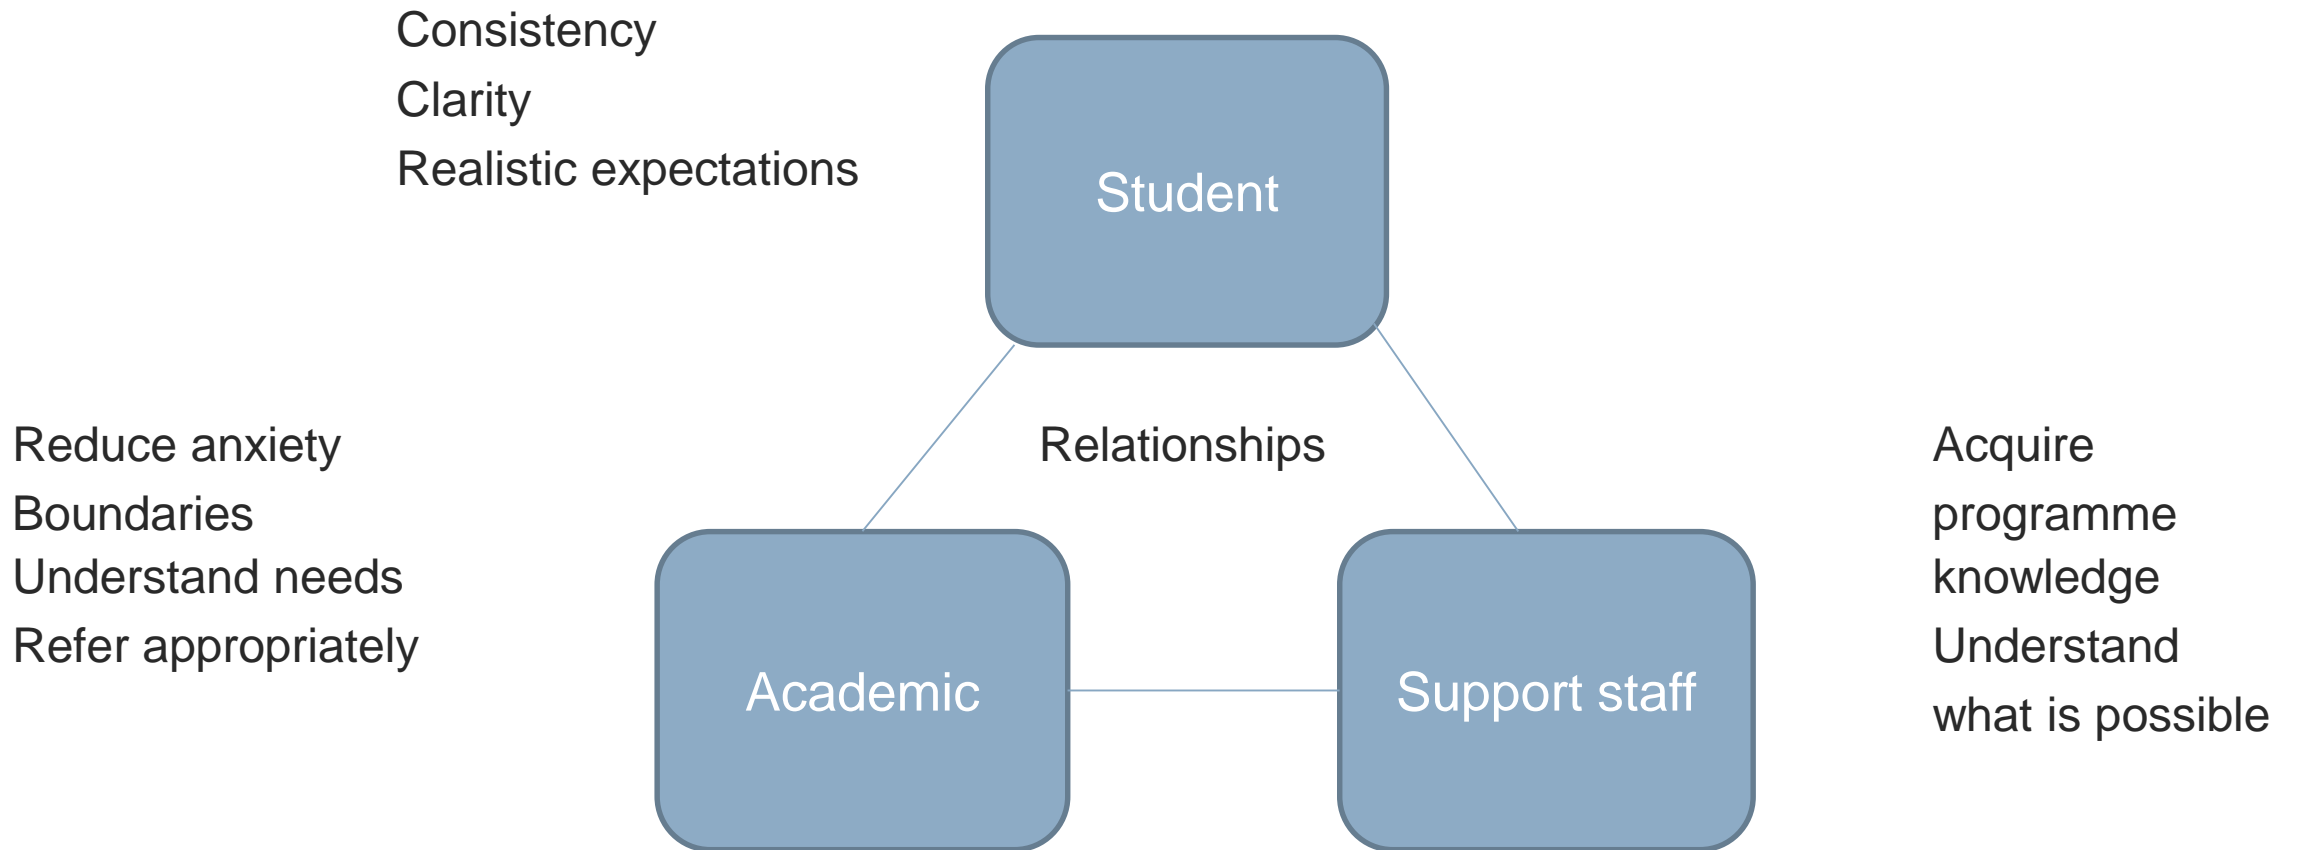 Consistency
Clarity
Realistic expectations
Student
Reduce anxiety
Boundaries
Understand needs
Refer appropriately
Relationships
Acquire
programme
knowledge
Understand
what is possible
Academic
Support staff